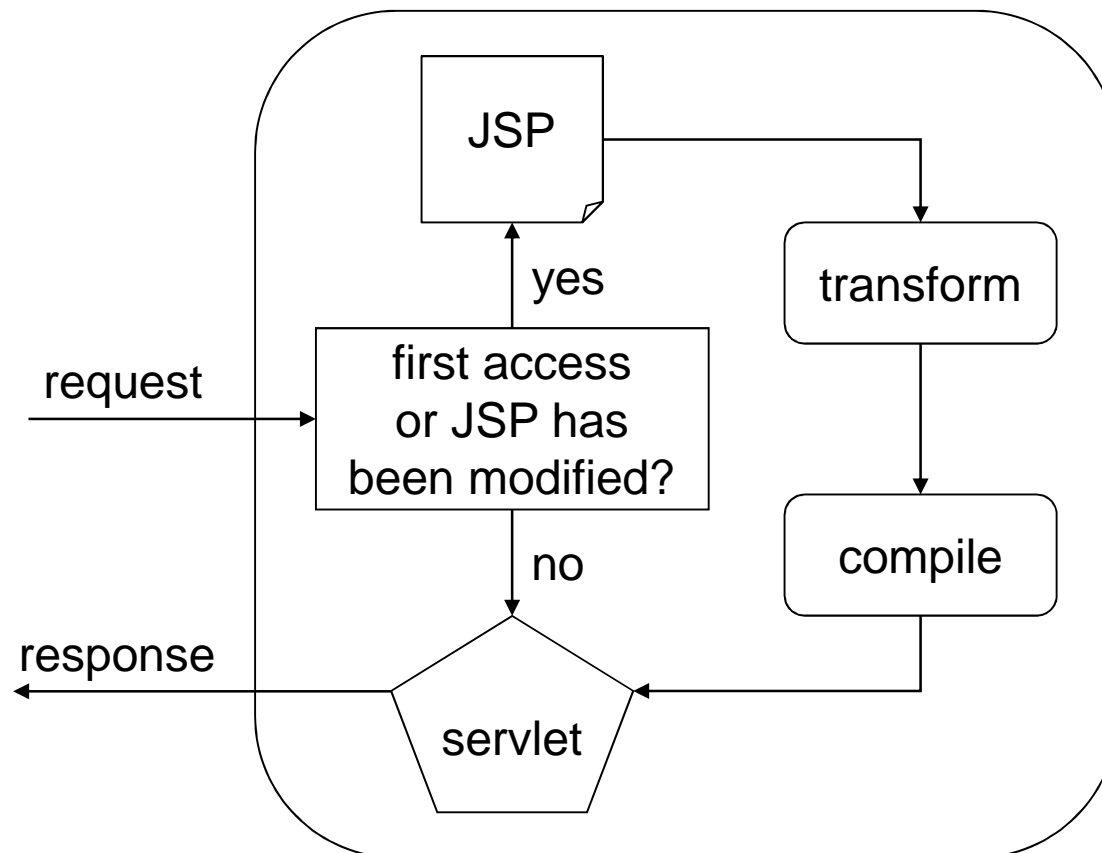 JSP
yes
transform
request
first access
or JSP has
been modified?
no
compile
response
servlet